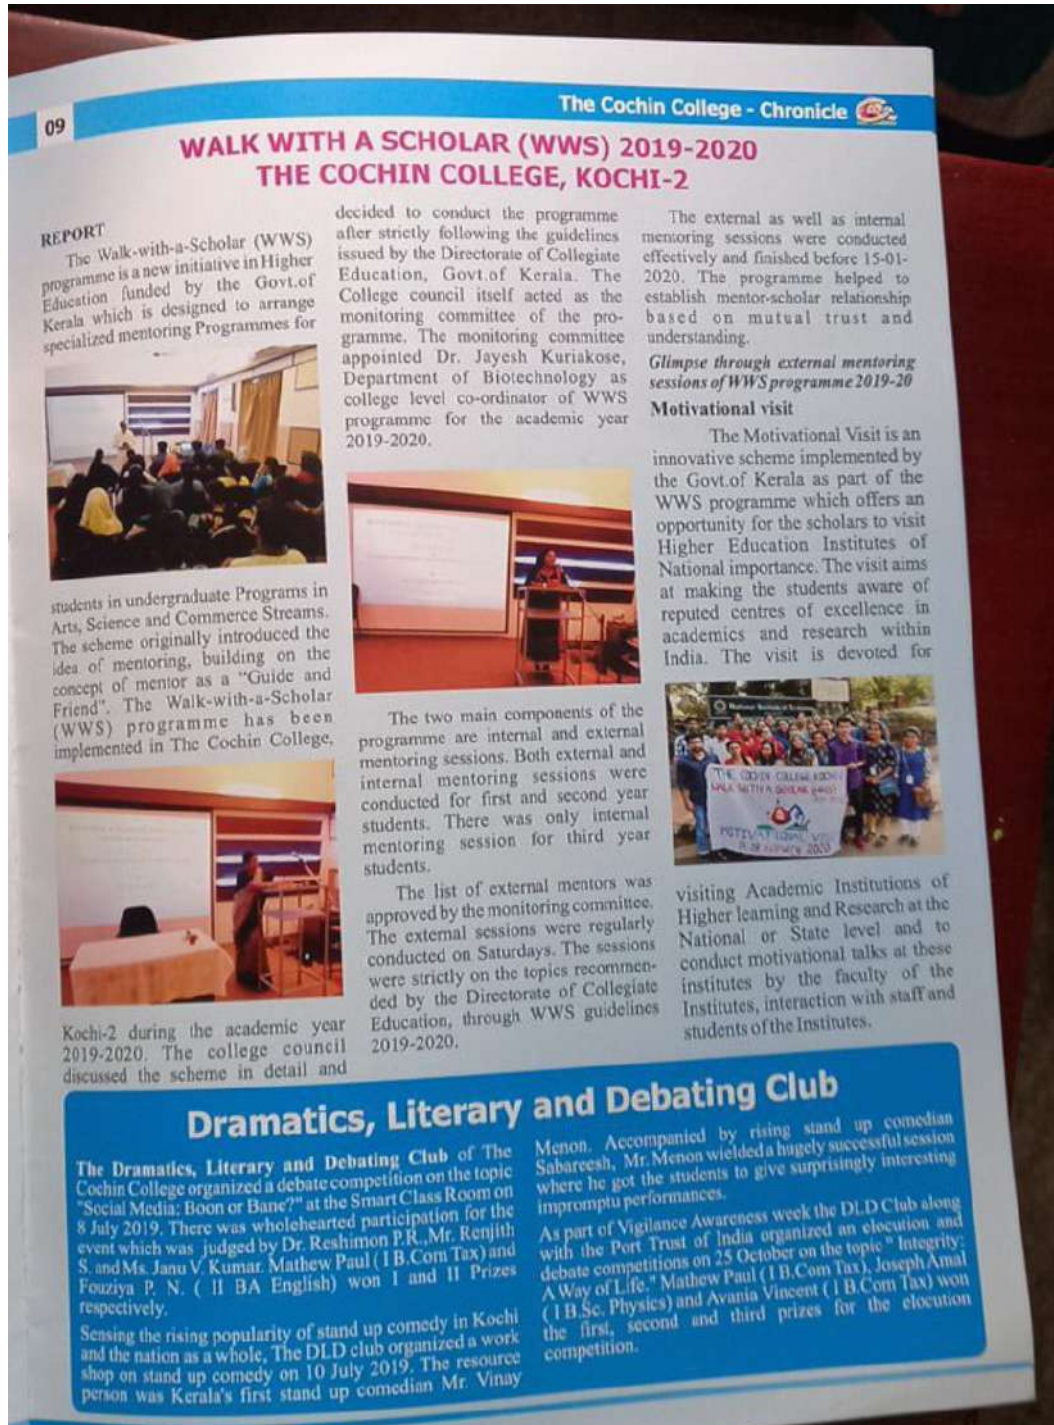 09
The Cochin College - Chronicle
WALK WITH A SCHOLAR (WWS) 2019-2020
THE COCHIN COLLEGE, KOCHI-2
REPORT
The Walk-with-a-Scholar (WWS)
programme is a new initiative in Higher
Education funded by the Govt.of
Kerala which is designed to arrange
specialized mentoring Programmes for
students in undergraduate Programs in
Arts, Science and Commerce Streams.
The scheme originally introduced the
idea of mentoring, building on the
concept of mentor as a "Guide and
Friend". The Walk-with-a-Scholar
(WWS) programme has been
implemented in The Cochin College,
Kochi-2 during the academic year
2019-2020. The college council
discussed the scheme in detail and
decided to conduct the programme
after strictly following the guidelines
issued by the Directorate of Collegiate
Education, Govt.of Kerala. The
College council itself acted as the
monitoring committee of the pro-
gramme. The monitoring committee
appointed Dr. Jayesh Kuriakose,
Department of Biotechnology as
college level co-ordinator of WWS
programme for the academic year
2019-2020.
The two main components of the
programme are internal and external
mentoring sessions. Both external and
internal mentoring sessions were
conducted for first and second year
students. There was only internal
mentoring session for third year
students.
The list of external mentors was
approved by the monitoring committee.
The external sessions were regularly
conducted on Saturdays. The sessions
were strictly on the topics recommen-
ded by the Directorate of Collegiate
Education, through WWS guidelines
2019-2020.
The external as well as internal
mentoring sessions were conducted
effectively and finished before 15-01-
2020. The programme helped to
establish mentor-scholar relationship
based on mutual trust and
understanding.
Glimpse through external mentoring
sessions of WWS programme 2019-20
Motivational visit
The Motivational Visit is an
innovative scheme implemented by
the Govt.of Kerala as part of the
WWS programme which offers an
opportunity for the scholars to visit
Higher Education Institutes of
National importance. The visit aims
at making the students aware of
reputed centres of excellence in
academics and research within
India. The visit is devoted for
THE COCHIN COLLEGE KOCHI
WALK WITH A SCHOLAR (WWS)
MOTIVATIONAL VISIT
2020
visiting Academic Institutions of
Higher learning and Research at the
National or State level and to
conduct motivational talks at these
institutes by the faculty of the
Institutes, interaction with staff and
students of the Institutes.
Dramatics, Literary and Debating Club
The Dramatics, Literary and Debating Club of The
Cochin College organized a debate competition on the topic
"Social Media: Boon or Bane?" at the Smart Class Room on
8 July 2019. There was wholehearted participation for the
event which was judged by Dr. Reshimon P.R.,Mr. Renjith
S. and Ms. Janu V. Kumar. Mathew Paul ( I B.Com Tax) and
Fouziya P. N. ( II BA English) won I and II Prizes
respectively.
Sensing the rising popularity of stand up comedy in Kochi
and the nation as a whole, The DLD club organized a work
shop on stand up comedy on 10 July 2019. The resource
person was Kerala's first stand up comedian Mr. Vinay
Menon. Accompanied by rising stand up comedian
Sabareesh, Mr. Menon wielded a hugely successful session
where he got the students to give surprisingly interesting
impromptu performances.
As part of Vigilance Awareness week the DLD Club along
with the Port Trust of India organized an elocution and
debate competitions on 25 October on the topic " Integrity:
A Way of Life." Mathew Paul ( I B.Com Tax), Joseph Amal
( I B.Sc. Physics) and Avania Vincent ( I B.Com Tax) won
the first, second and third prizes for the elocution
competition.